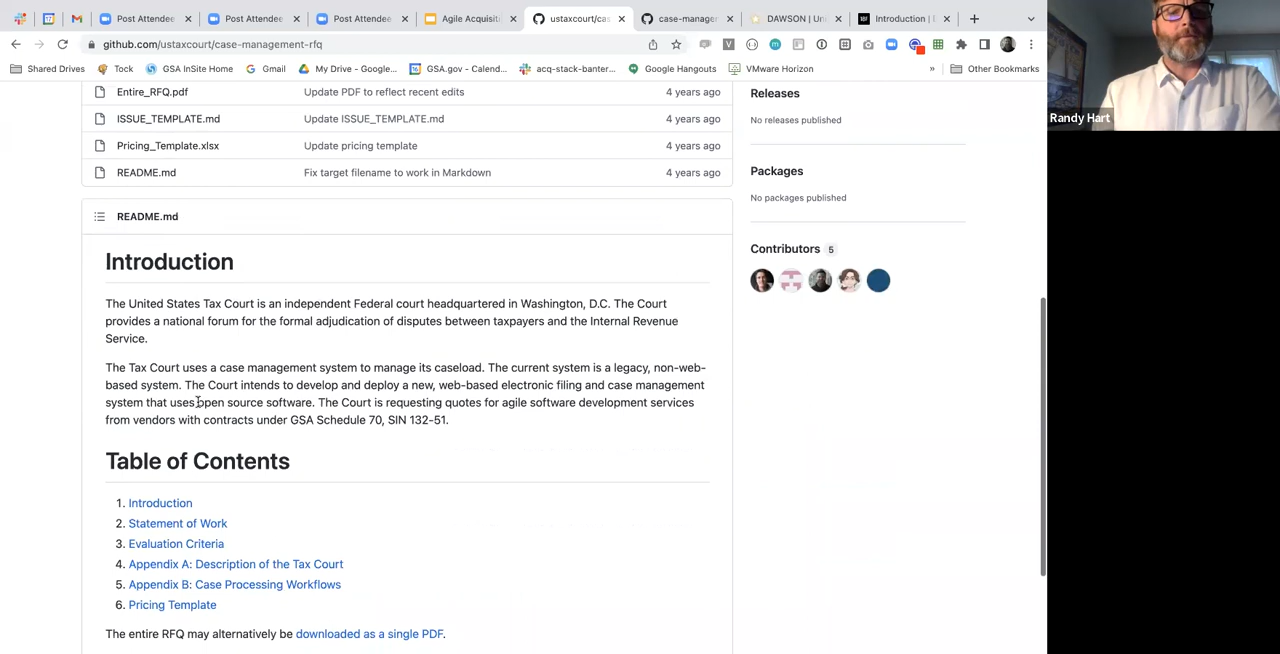 Post Attendee
Post Attendee
Post Attendee
Agile Acquisit
ustaxcourt/cas
case-manager
DAWSON | Un
Introduction |
github.com/ustaxcourt/case-management-rfq
Shared Drives
Tock
GSA InSite Home
Gmail
My Drive - Google...
GSA.gov - Calend...
acq-stack-banter...
Google Hangouts
VMware Horizon
»
Other Bookmarks
Randy Hart
Entire_RFQ.pdf
Update PDF to reflect recent edits
4 years ago
ISSUE_TEMPLATE.md
Update ISSUE_TEMPLATE.md
4 years ago
Pricing_Template.xlsx
Update pricing template
4 years ago
README.md
Fix target filename to work in Markdown
4 years ago
README.md
Introduction
The United States Tax Court is an independent Federal court headquartered in Washington, D.C. The Court
provides a national forum for the formal adjudication of disputes between taxpayers and the Internal Revenue
Service.
The Tax Court uses a case management system to manage its caseload. The current system is a legacy, non-web-
based system. The Court intends to develop and deploy a new, web-based electronic filing and case management
system that uses open source software. The Court is requesting quotes for agile software development services
from vendors with contracts under GSA Schedule 70, SIN 132-51.
Table of Contents
1. Introduction
2. Statement of Work
3. Evaluation Criteria
4. Appendix A: Description of the Tax Court
5. Appendix B: Case Processing Workflows
6. Pricing Template
The entire RFQ may alternatively be downloaded as a single PDF.
Releases
No releases published
Packages
No packages published
Contributors 5